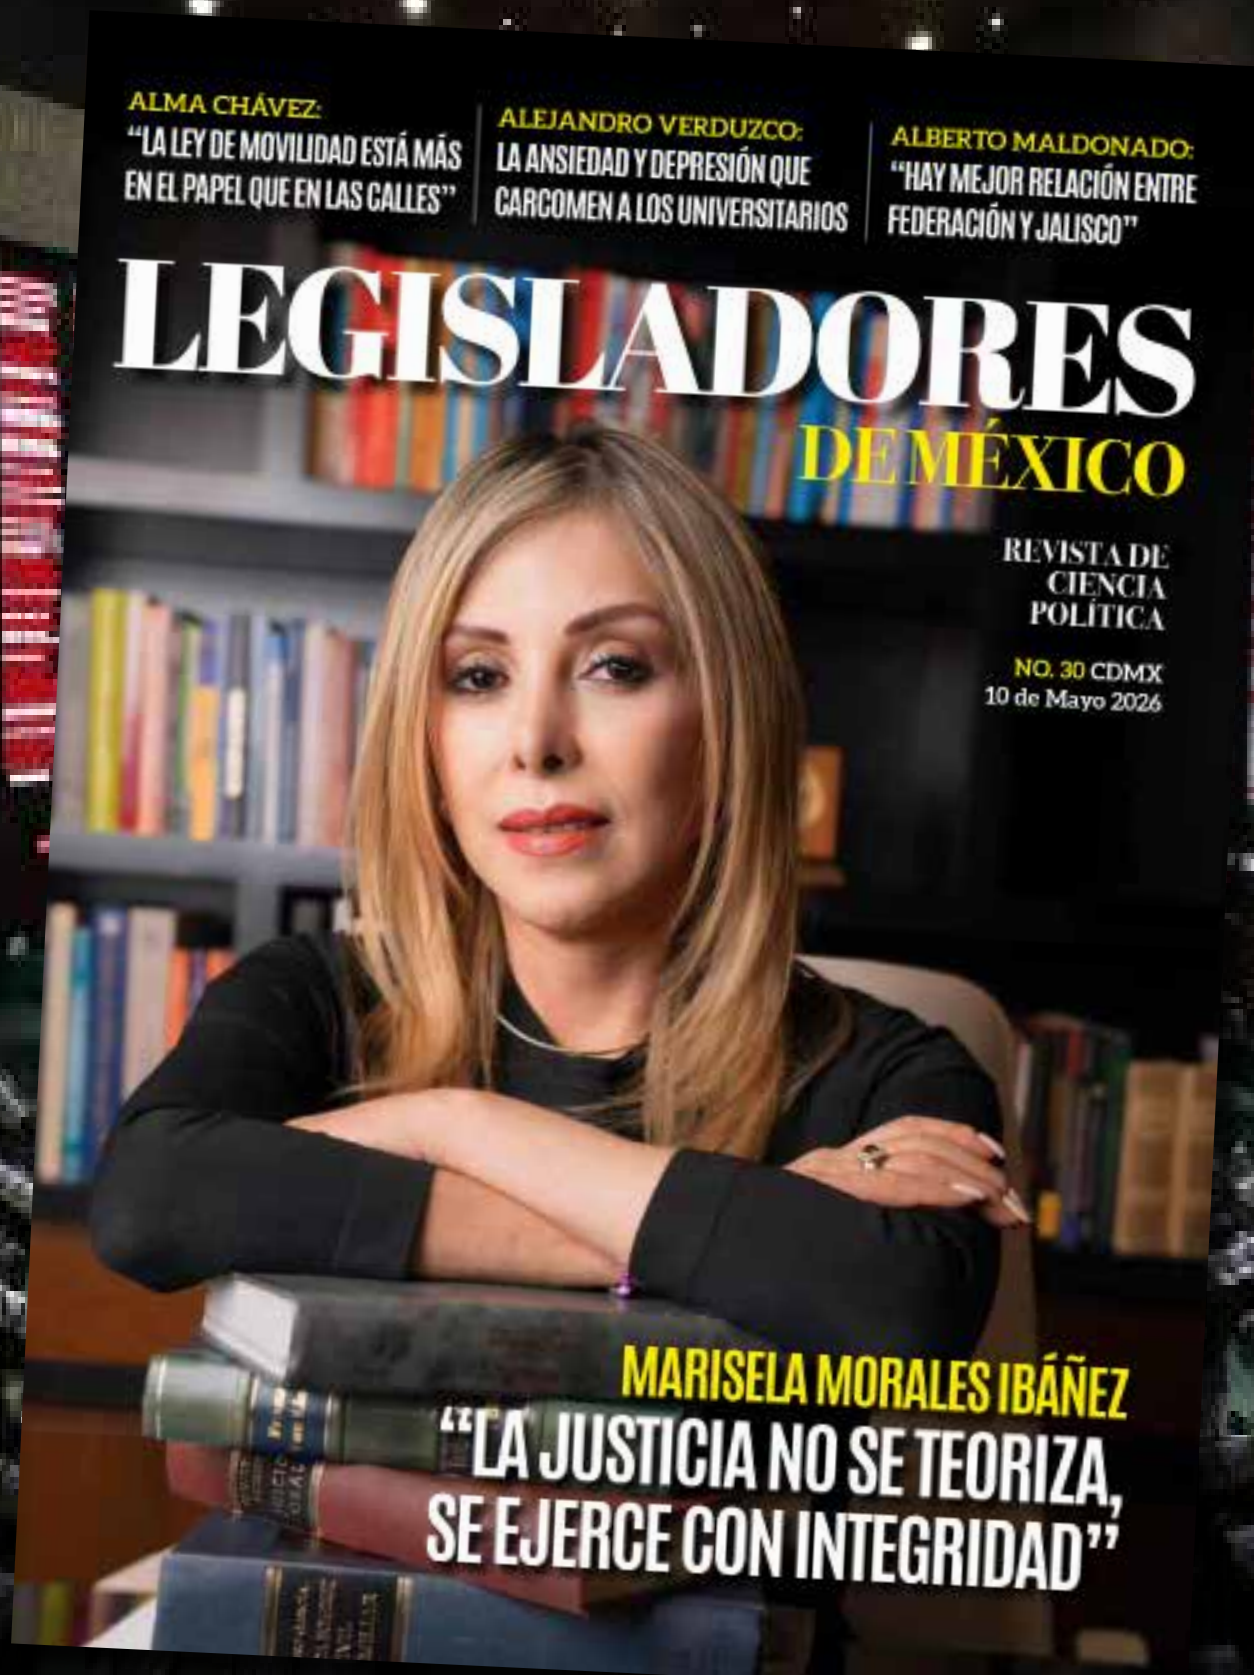 ALMA CHÁVEZ:
“LA LEY DE MOVILIDAD ESTÁ MÁS
EN EL PAPEL QUE EN LAS CALLES”
ALEJANDRO VERDUZCO:
LA ANSIEDAD Y DEPRESIÓN QUE
CARCOMEN A LOS UNIVERSITARIOS
ALBERTO MALDONADO:
“HAY MEJOR RELACIÓN ENTRE
FEDERACIÓN Y JALISCO”
LEGISLADORES
DE MÉXICO
REVISTA DE
CIENCIA
POLÍTICA
NO. 30 CDMX
10 de Mayo 2026
MARISELA MORALES IBÁÑEZ
“LA JUSTICIA NO SE TEORIZA,
SE EJERCE CON INTEGRIDAD”